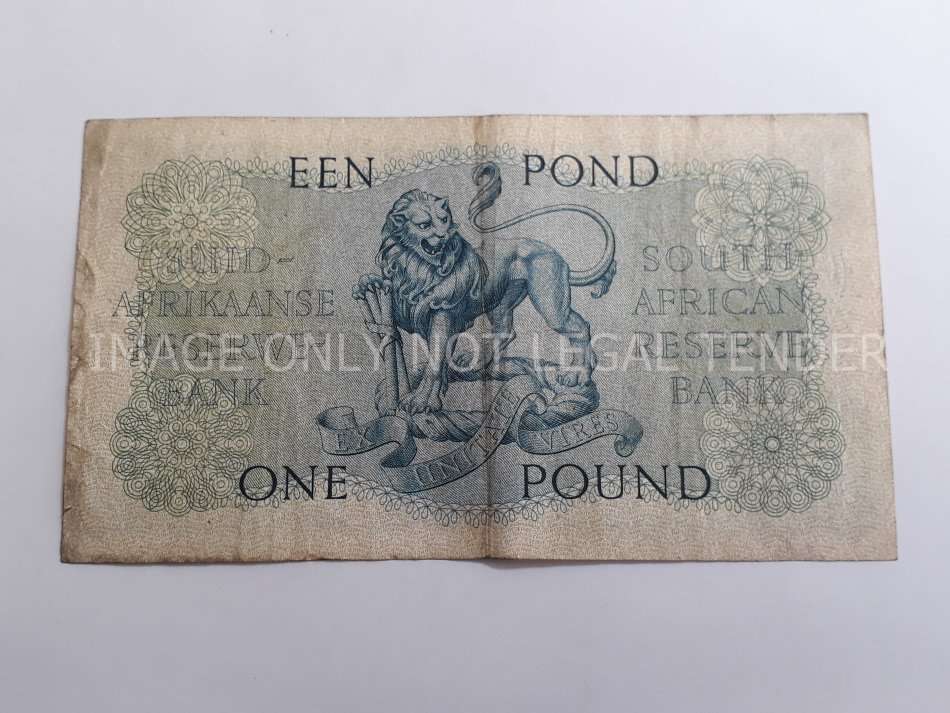 EEN POND
SUID-
AFRIKAANSE
RESERWE
BANK
SOUTH
AFRICAN
RESERVE
BANK
IMAGE ONLY NOT LEGAL TENDER
EX UNITATE VIRES
ONE POUND